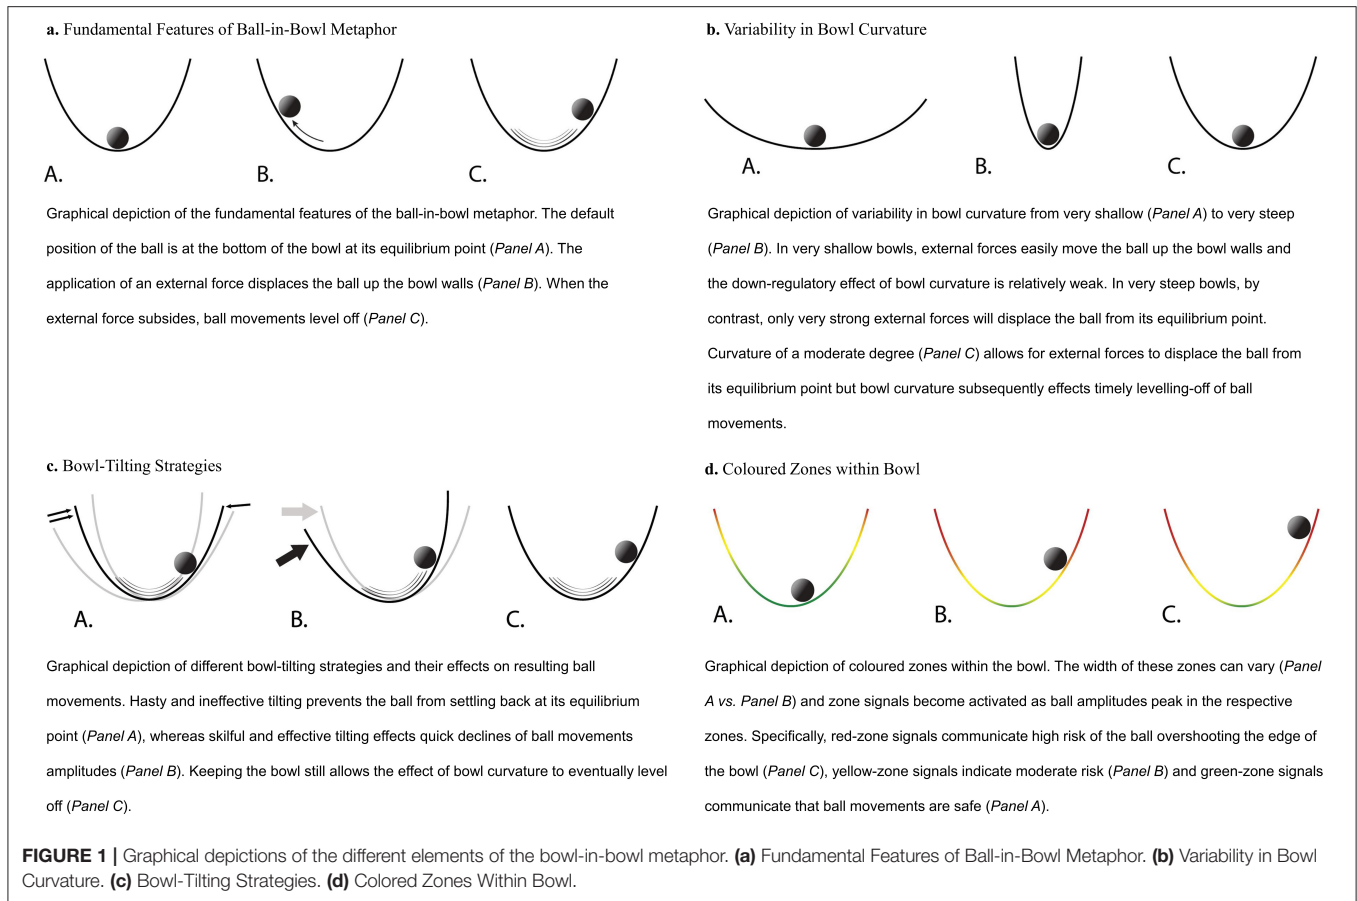 a. Fundamental Features of Ball-in-Bowl Metaphor
A.
B.
C.
Graphical depiction of the fundamental features of the ball-in-bowl metaphor. The default
position of the ball is at the bottom of the bowl at its equilibrium point (Panel A). The
application of an external force displaces the ball up the bowl walls (Panel B). When the
external force subsides, ball movements level off (Panel C).
b. Variability in Bowl Curvature
A.
B.
C.
Graphical depiction of variability in bowl curvature from very shallow (Panel A) to very steep
(Panel B). In very shallow bowls, external forces easily move the ball up the bowl walls and
the down-regulatory effect of bowl curvature is relatively weak. In very steep bowls, by
contrast, only very strong external forces will displace the ball from its equilibrium point.
Curvature of a moderate degree (Panel C) allows for external forces to displace the ball from
its equilibrium point but bowl curvature subsequently effects timely levelling-off of ball
movements.
c. Bowl-Tilting Strategies
A.
B.
C.
Graphical depiction of different bowl-tilting strategies and their effects on resulting ball
movements. Hasty and ineffective tilting prevents the ball from settling back at its equilibrium
point (Panel A), whereas skilful and effective tilting effects quick declines of ball movements
amplitudes (Panel B). Keeping the bowl still allows the effect of bowl curvature to eventually level
off (Panel C).
d. Coloured Zones within Bowl
A.
B.
C.
Graphical depiction of coloured zones within the bowl. The width of these zones can vary (Panel
A vs. Panel B) and zone signals become activated as ball amplitudes peak in the respective
zones. Specifically, red-zone signals communicate high risk of the ball overshooting the edge of
the bowl (Panel C), yellow-zone signals indicate moderate risk (Panel B) and green-zone signals
communicate that ball movements are safe (Panel A).
FIGURE 1 | Graphical depictions of the different elements of the bowl-in-bowl metaphor. (a) Fundamental Features of Ball-in-Bowl Metaphor. (b) Variability in Bowl
Curvature. (c) Bowl-Tilting Strategies. (d) Colored Zones Within Bowl.